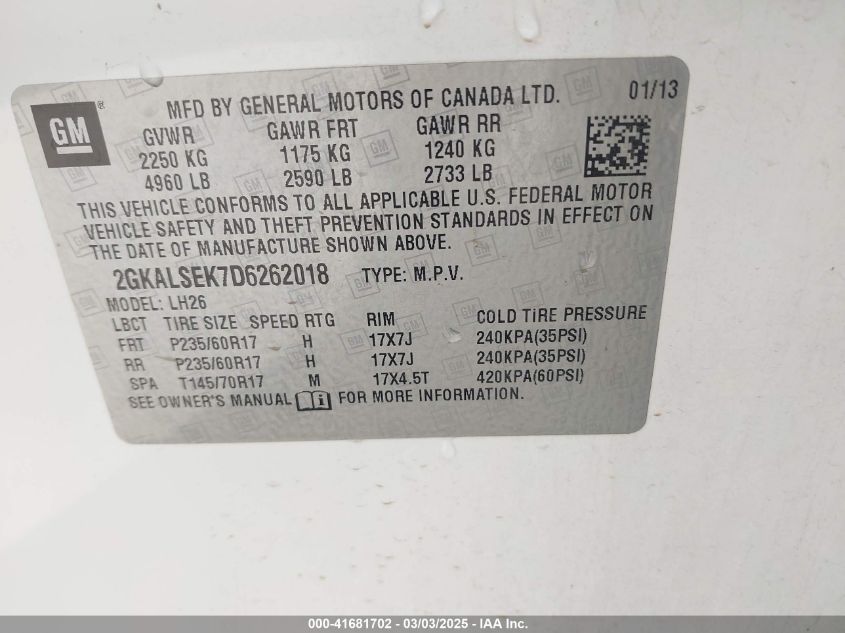 GM ®
MFD BY GENERAL MOTORS OF CANADA LTD. 01/13
GVWR GAWR FRT GAWR RR
2250 KG 1175 KG 1240 KG
4960 LB 2590 LB 2733 LB
THIS VEHICLE CONFORMS TO ALL APPLICABLE U.S. FEDERAL MOTOR
VEHICLE SAFETY AND THEFT PREVENTION STANDARDS IN EFFECT ON
THE DATE OF MANUFACTURE SHOWN ABOVE.
2GKALSEK7D6262018 TYPE: M.P.V.
MODEL: LH26
LBCT TIRE SIZE SPEED RTG RIM COLD TIRE PRESSURE
FRT P235/60R17 H 17X7J 240KPA(35PSI)
RR P235/60R17 H 17X7J 240KPA(35PSI)
SPA T145/70R17 M 17X4.5T 420KPA(60PSI)
SEE OWNER'S MANUAL i FOR MORE INFORMATION.
000-41681702 - 03/03/2025 - IAA Inc.